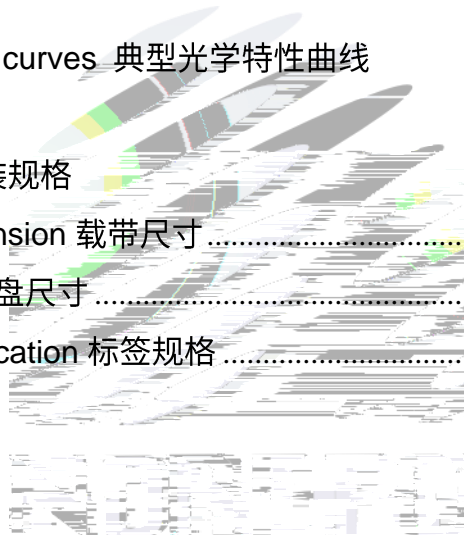 curves 典型光学特性曲线
装规格
nsion 载带尺寸 ................................
盘尺寸 ..............................................
cation 标签规格 ..............................